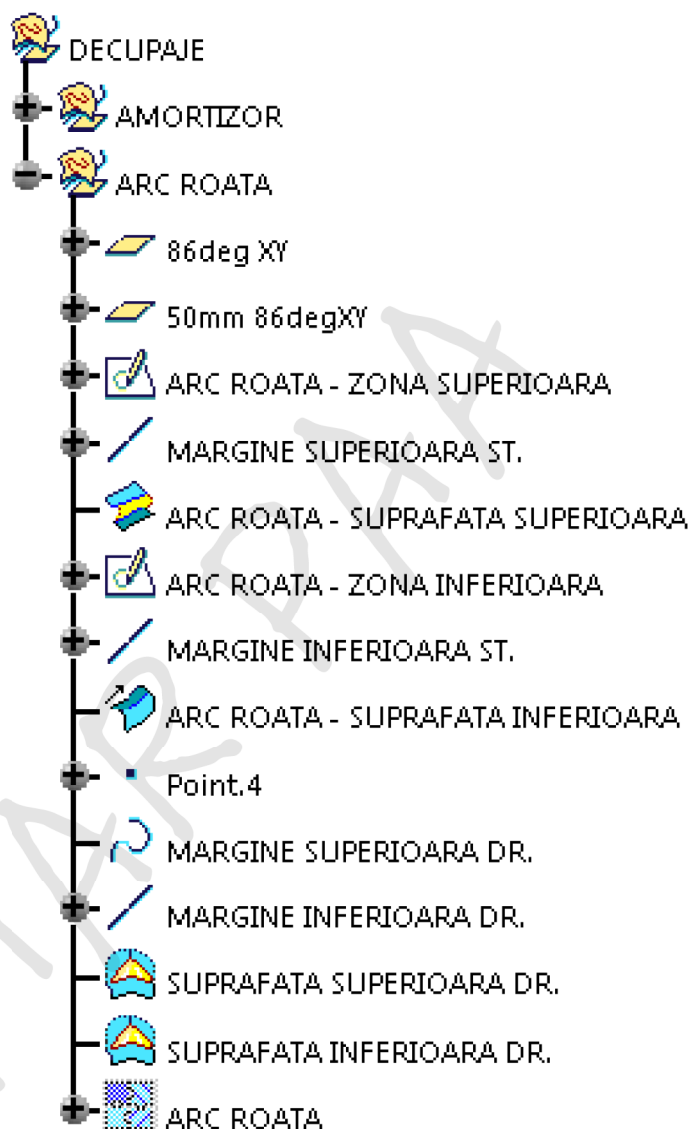 DECUPAJE
AMORTIZOR
ARC ROATA
86deg XY
50mm 86degXY
ARC ROATA - ZONA SUPERIOARA
MARGINE SUPERIOARA ST.
ARC ROATA - SUPRAFATA SUPERIOARA
ARC ROATA - ZONA INFERIOARA
MARGINE INFERIOARA ST.
ARC ROATA - SUPRAFATA INFERIOARA
Point.4
MARGINE SUPERIOARA DR.
MARGINE INFERIOARA DR.
SUPRAFATA SUPERIOARA DR.
SUPRAFATA INFERIOARA DR.
ARC ROATA